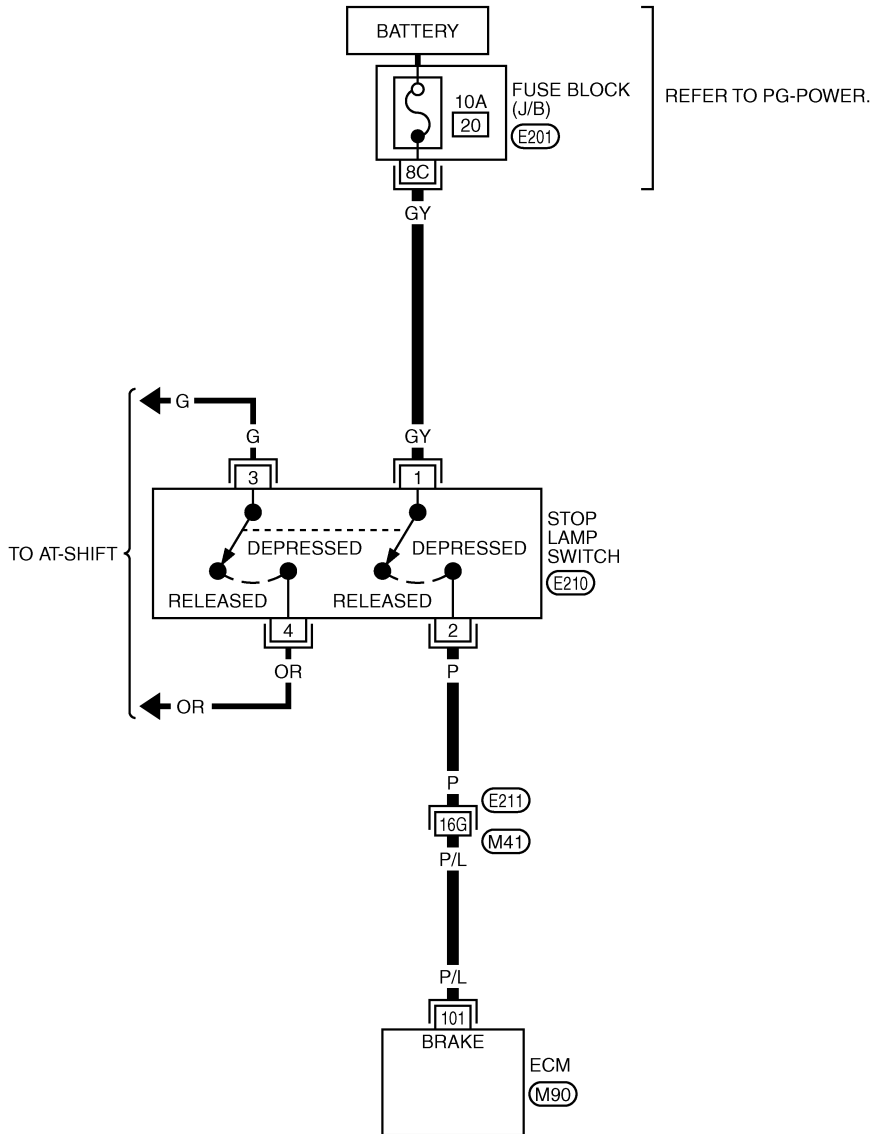 BATTERY
10A
20
FUSE BLOCK
(J/B)
E201
REFER TO PG-POWER.
8C
GY
G
G
GY
3
1
TO AT-SHIFT
DEPRESSED
DEPRESSED
RELEASED
RELEASED
STOP
LAMP
SWITCH
E210
4
2
OR
P
OR
P
E211
16G
M41
P/L
P/L
101
BRAKE
ECM
M90